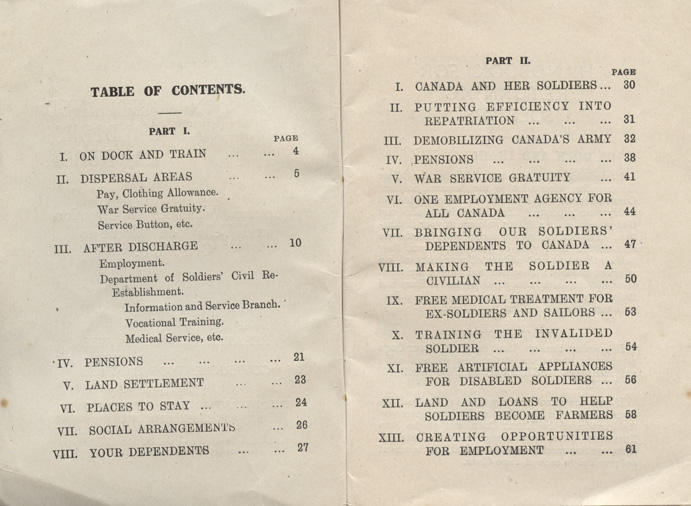 TABLE OF CONTENTS.
PART I.
PAGE
I. ON DOCK AND TRAIN ... ... 4
II. DISPERSAL AREAS ... ... 5
Pay, Clothing Allowance.
War Service Gratuity.
Service Button, etc.
III. AFTER DISCHARGE ... ... 10
Employment.
Department of Soldiers' Civil Re-
Establishment.
Information and Service Branch.
Vocational Training.
Medical Service, etc.
IV. PENSIONS ... ... ... ... 21
V. LAND SETTLEMENT ... ... 23
VI. PLACES TO STAY ... ... ... 24
VII. SOCIAL ARRANGEMENTS ... 26
VIII. YOUR DEPENDENTS ... ... 27
PART II.
PAGE
I. CANADA AND HER SOLDIERS ... 30
II. PUTTING EFFICIENCY INTO
REPATRIATION ... ... ... 31
III. DEMOBILIZING CANADA'S ARMY 32
IV. PENSIONS ... ... ... ... 38
V. WAR SERVICE GRATUITY ... 41
VI. ONE EMPLOYMENT AGENCY FOR
ALL CANADA ... ... ... 44
VII. BRINGING OUR SOLDIERS'
DEPENDENTS TO CANADA ... 47
VIII. MAKING THE SOLDIER A
CIVILIAN ... ... ... ... 50
IX. FREE MEDICAL TREATMENT FOR
EX-SOLDIERS AND SAILORS ... 53
X. TRAINING THE INVALIDED
SOLDIER ... ... ... ... 54
XI. FREE ARTIFICIAL APPLIANCES
FOR DISABLED SOLDIERS ... 56
XII. LAND AND LOANS TO HELP
SOLDIERS BECOME FARMERS 58
XIII. CREATING OPPORTUNITIES
FOR EMPLOYMENT ... ... 61